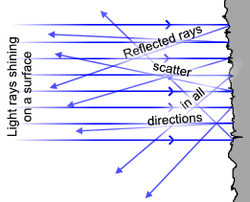 Light rays shining
on a surface
Reflected rays
scatter
in all
directions